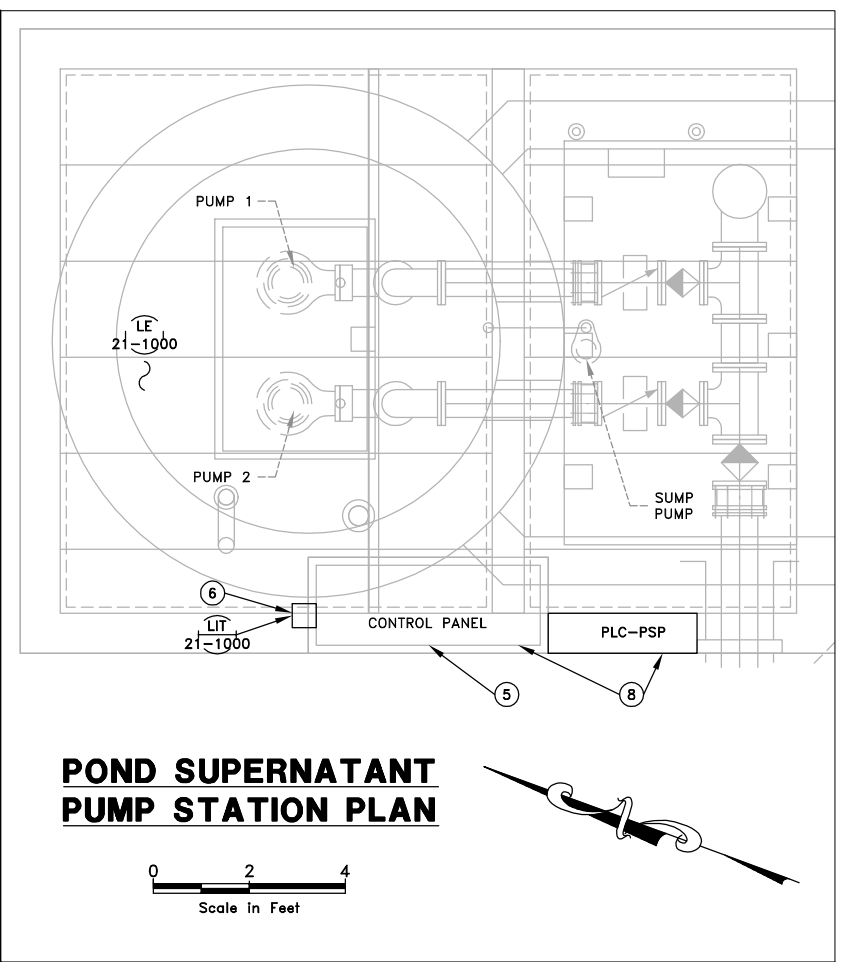 PUMP 1
LE
21-1000
PUMP 2
SUMP
PUMP
6
LIT
21-1000
CONTROL PANEL
PLC-PSP
5
8
POND SUPERNATANT
PUMP STATION PLAN
0 2 4
Scale in Feet